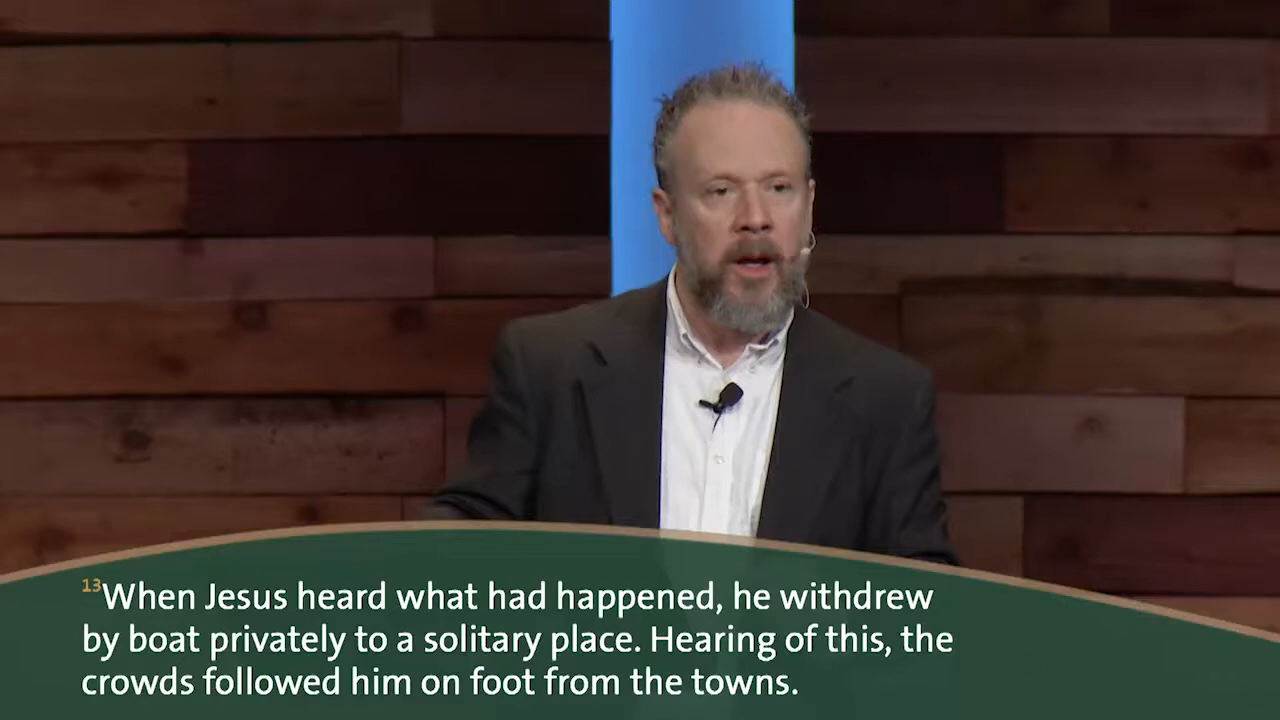 13When Jesus heard what had happened, he withdrew
by boat privately to a solitary place. Hearing of this, the
crowds followed him on foot from the towns.